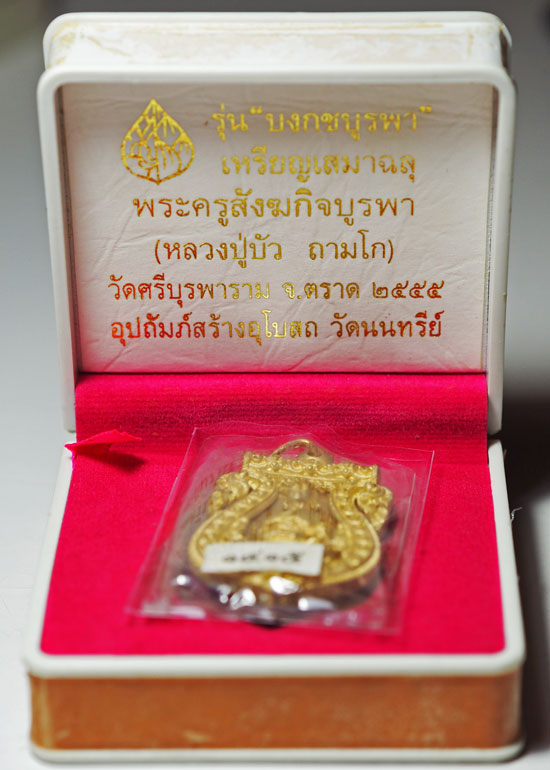 รุ่น "บงกชบูรพา"
เหรียญเสมาฉลุ
พระครูสังฆกิจบูรพา
(หลวงปู่บัว ถามโก)
วัดศรีบุรพาราม จ.ตราด ๒๕๕๕
อุปถัมภ์สร้างอุโบสถ วัดนนทรีย์